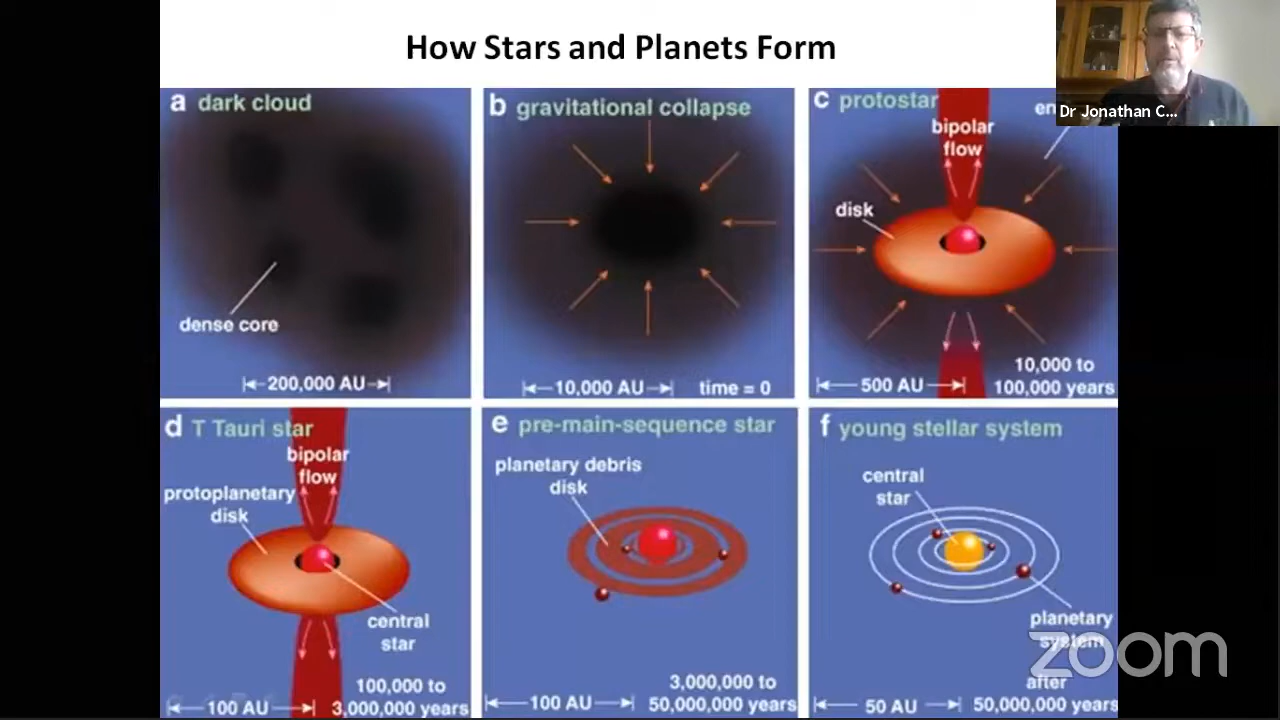 How Stars and Planets Form
Dr Jonathan C...
a dark cloud
dense core
200,000 AU
b gravitational collapse
10,000 AU
time = 0
c protostar
en
bipolar
flow
disk
500 AU
10,000 to
100,000 years
d T Tauri star
bipolar
flow
protoplanetary
disk
central
star
100 AU
100,000 to
3,000,000 years
e pre-main-sequence star
planetary debris
disk
100 AU
3,000,000 to
50,000,000 years
f young stellar system
central
star
planetary
system
50 AU
after
50,000,000 years
zoom